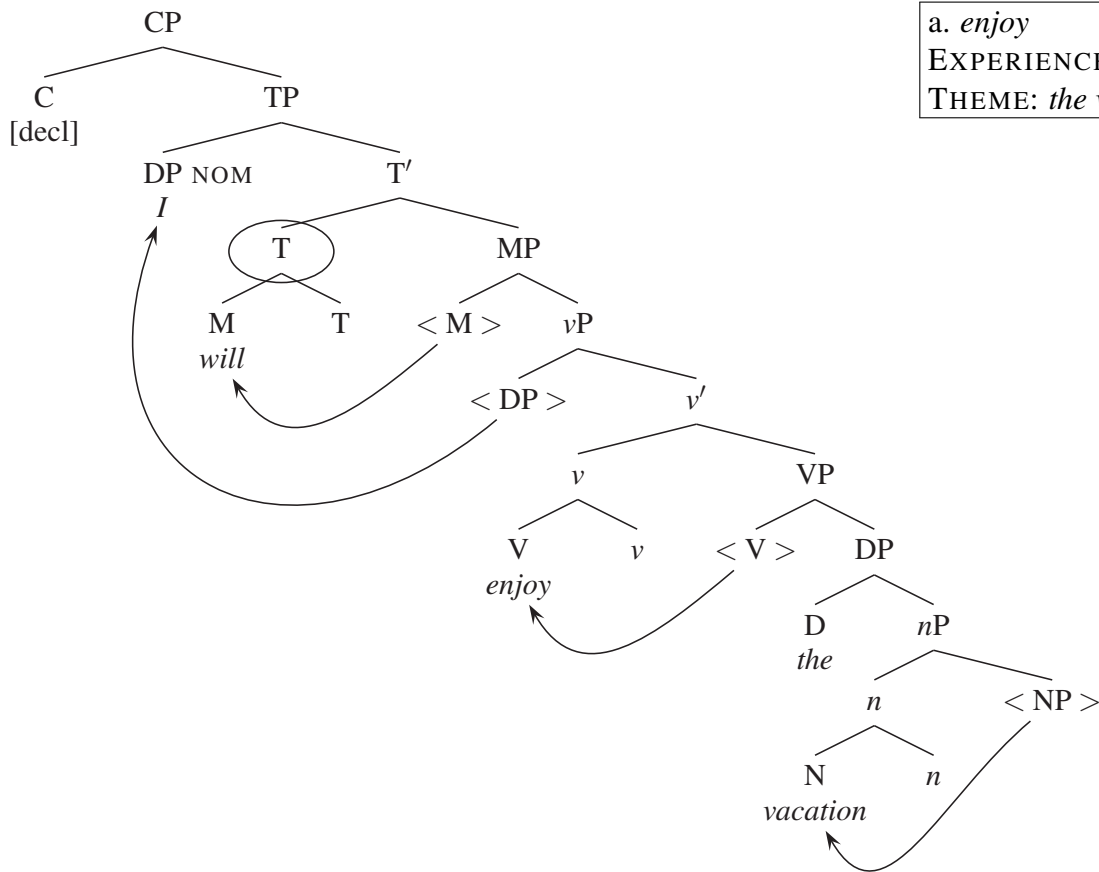 CP
a. enjoy
EXPERIENCE
THEME: the
C TP
[decl]
DP NOM T′
I
T MP
M T < M > vP
will
< DP > v′
v VP
V v < V > DP
enjoy
D nP
the
n < NP >
N n
vacation